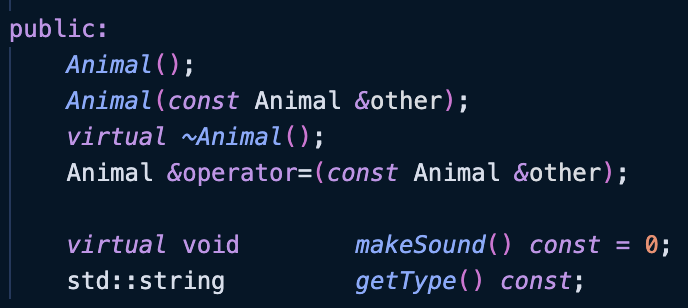 public:
Animal();
Animal(const Animal &other);
virtual ~Animal();
Animal &operator=(const Animal &other);
virtual void makeSound() const = 0;
std::string getType() const;